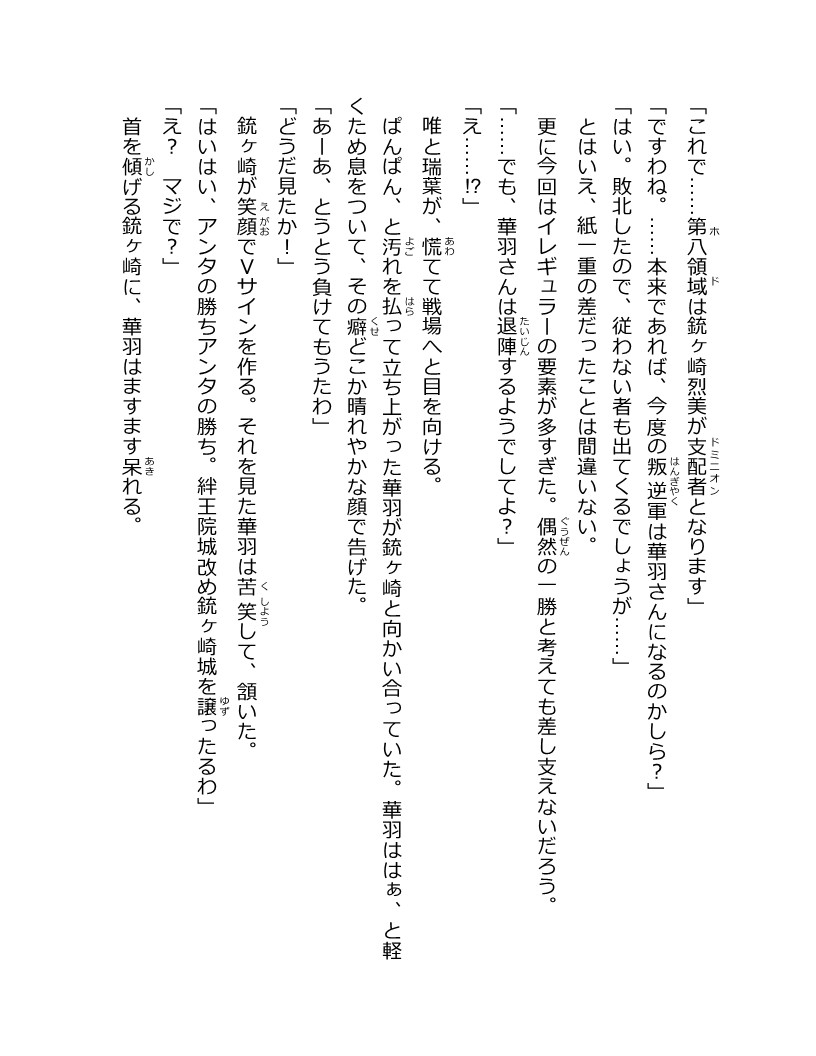 「これで……第八領域は銃ヶ崎烈美が支配者となります」
「ですわね。……本来であれば、今度の叛逆軍は華羽さんになるのかしら？」
「はい。敗北したので、従わない者も出てくるでしょうが……」
とはいえ、紙一重の差だったことは間違いない。
更に今回はイレギュラーの要素が多すぎた。偶然の一勝と考えても差し支えないだろう。
「……でも、華羽さんは退陣するようでしてよ？」
「え……!?」
唯と瑞葉が、慌てて戦場へと目を向ける。
ぱんぱん、と汚れを払って立ち上がった華羽が銃ヶ崎と向かい合っていた。華羽ははぁ、と軽
くため息をついて、その癖どこか晴れやかな顔で告げた。
「あーあ、とうとう負けてもうたわ」
「どうだ見たか！」
銃ヶ崎が笑顔でＶサインを作る。それを見た華羽は苦笑して、頷いた。
「はいはい、アンタの勝ちアンタの勝ち。絆王院城改め銃ヶ崎城を譲ったるわ」
「え？　マジで？」
首を傾げる銃ヶ崎に、華羽はますます呆れる。